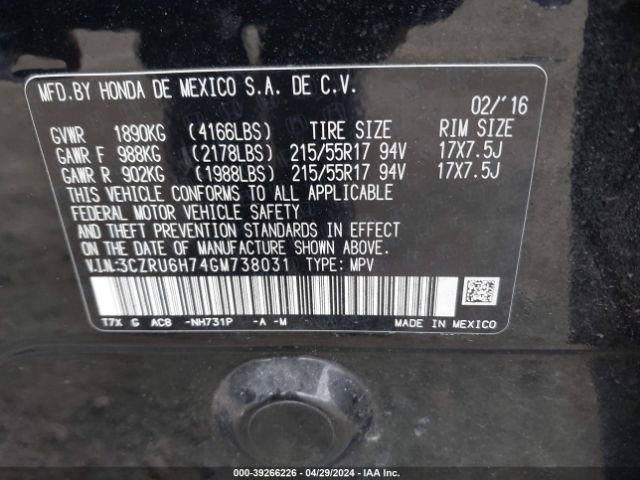 MFD.BY HONDA DE MEXICO S.A. DE C.V.
02/'16
GVWR 1890KG (4166LBS) TIRE SIZE RIM SIZE
GAWR F 988KG (2178LBS) 215/55R17 94V 17X7.5J
GAWR R 902KG (1988LBS) 215/55R17 94V 17X7.5J
THIS VEHICLE CONFORMS TO ALL APPLICABLE
FEDERAL MOTOR VEHICLE SAFETY
AND THEFT PREVENTION STANDARDS IN EFFECT
ON THE DATE OF MANUFACTURE SHOWN ABOVE.
V.I.N:3CZRU6H74GM738031 TYPE: MPV
T7X G AC8 -NH731P -A -M MADE IN MEXICO
000-39266226 - 04/29/2024 - IAA Inc.